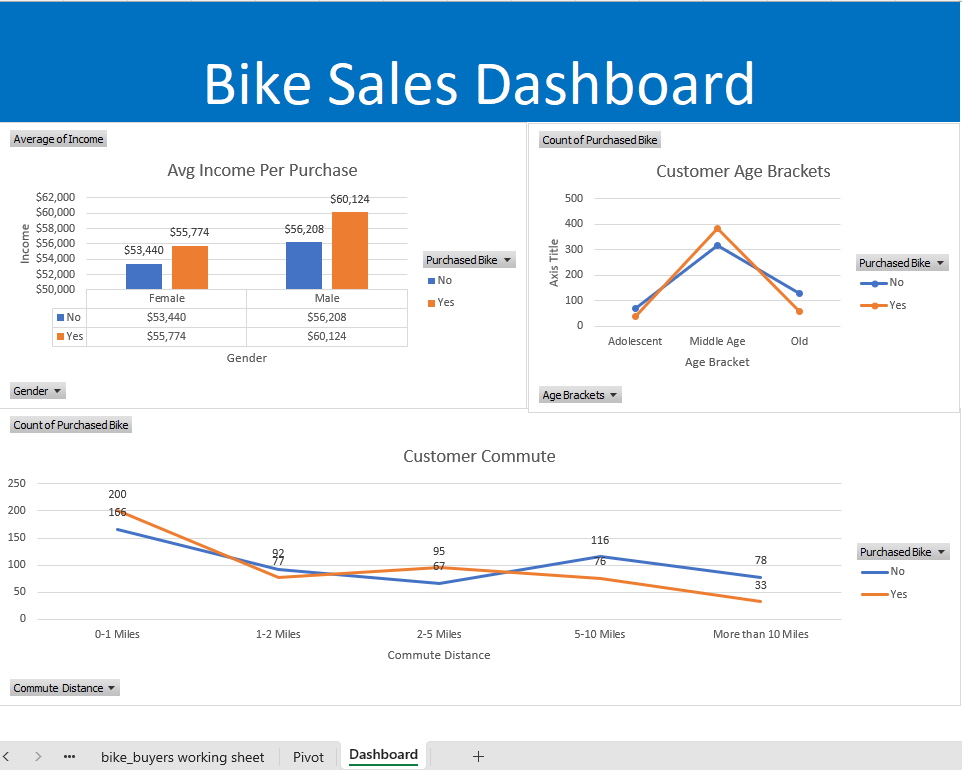 Bike Sales Dashboard
Average of Income
Avg Income Per Purchase
$62,000
$60,000
$58,000
$56,000
$54,000
$52,000
$50,000
Income
$53,440
$55,774
$56,208
$60,124
Female Male
No $53,440 $56,208
Yes $55,774 $60,124
Gender
Purchased Bike
No
Yes
Gender
Count of Purchased Bike
Customer Age Brackets
500
400
300
200
100
0
Axis Title
Adolescent Middle Age Old
Age Bracket
Purchased Bike
No
Yes
Age Brackets
Count of Purchased Bike
Customer Commute
250
200
150
100
50
0
200
166
92
77
95
67
116
76
78
33
0-1 Miles 1-2 Miles 2-5 Miles 5-10 Miles More than 10 Miles
Commute Distance
Purchased Bike
No
Yes
Commute Distance
bike_buyers working sheet Pivot Dashboard